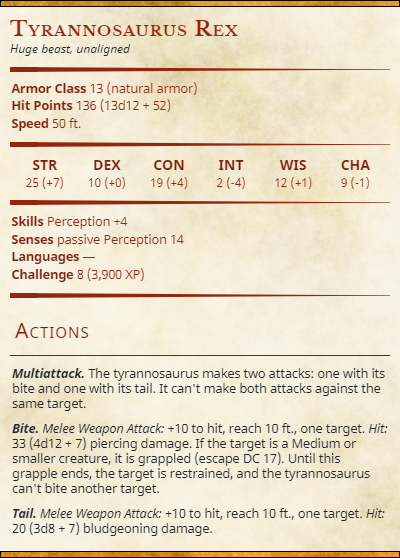 Tyrannosaurus Rex
Huge beast, unaligned
Armor Class 13 (natural armor)
Hit Points 136 (13d12 + 52)
Speed 50 ft.
STR DEX CON INT WIS CHA
25 (+7) 10 (+0) 19 (+4) 2 (-4) 12 (+1) 9 (-1)
Skills Perception +4
Senses passive Perception 14
Languages —
Challenge 8 (3,900 XP)
Actions
Multiattack. The tyrannosaurus makes two attacks: one with its
bite and one with its tail. It can't make both attacks against the
same target.
Bite. Melee Weapon Attack: +10 to hit, reach 10 ft., one target. Hit:
33 (4d12 + 7) piercing damage. If the target is a Medium or
smaller creature, it is grappled (escape DC 17). Until this
grapple ends, the target is restrained, and the tyrannosaurus
can't bite another target.
Tail. Melee Weapon Attack: +10 to hit, reach 10 ft., one target. Hit:
20 (3d8 + 7) bludgeoning damage.